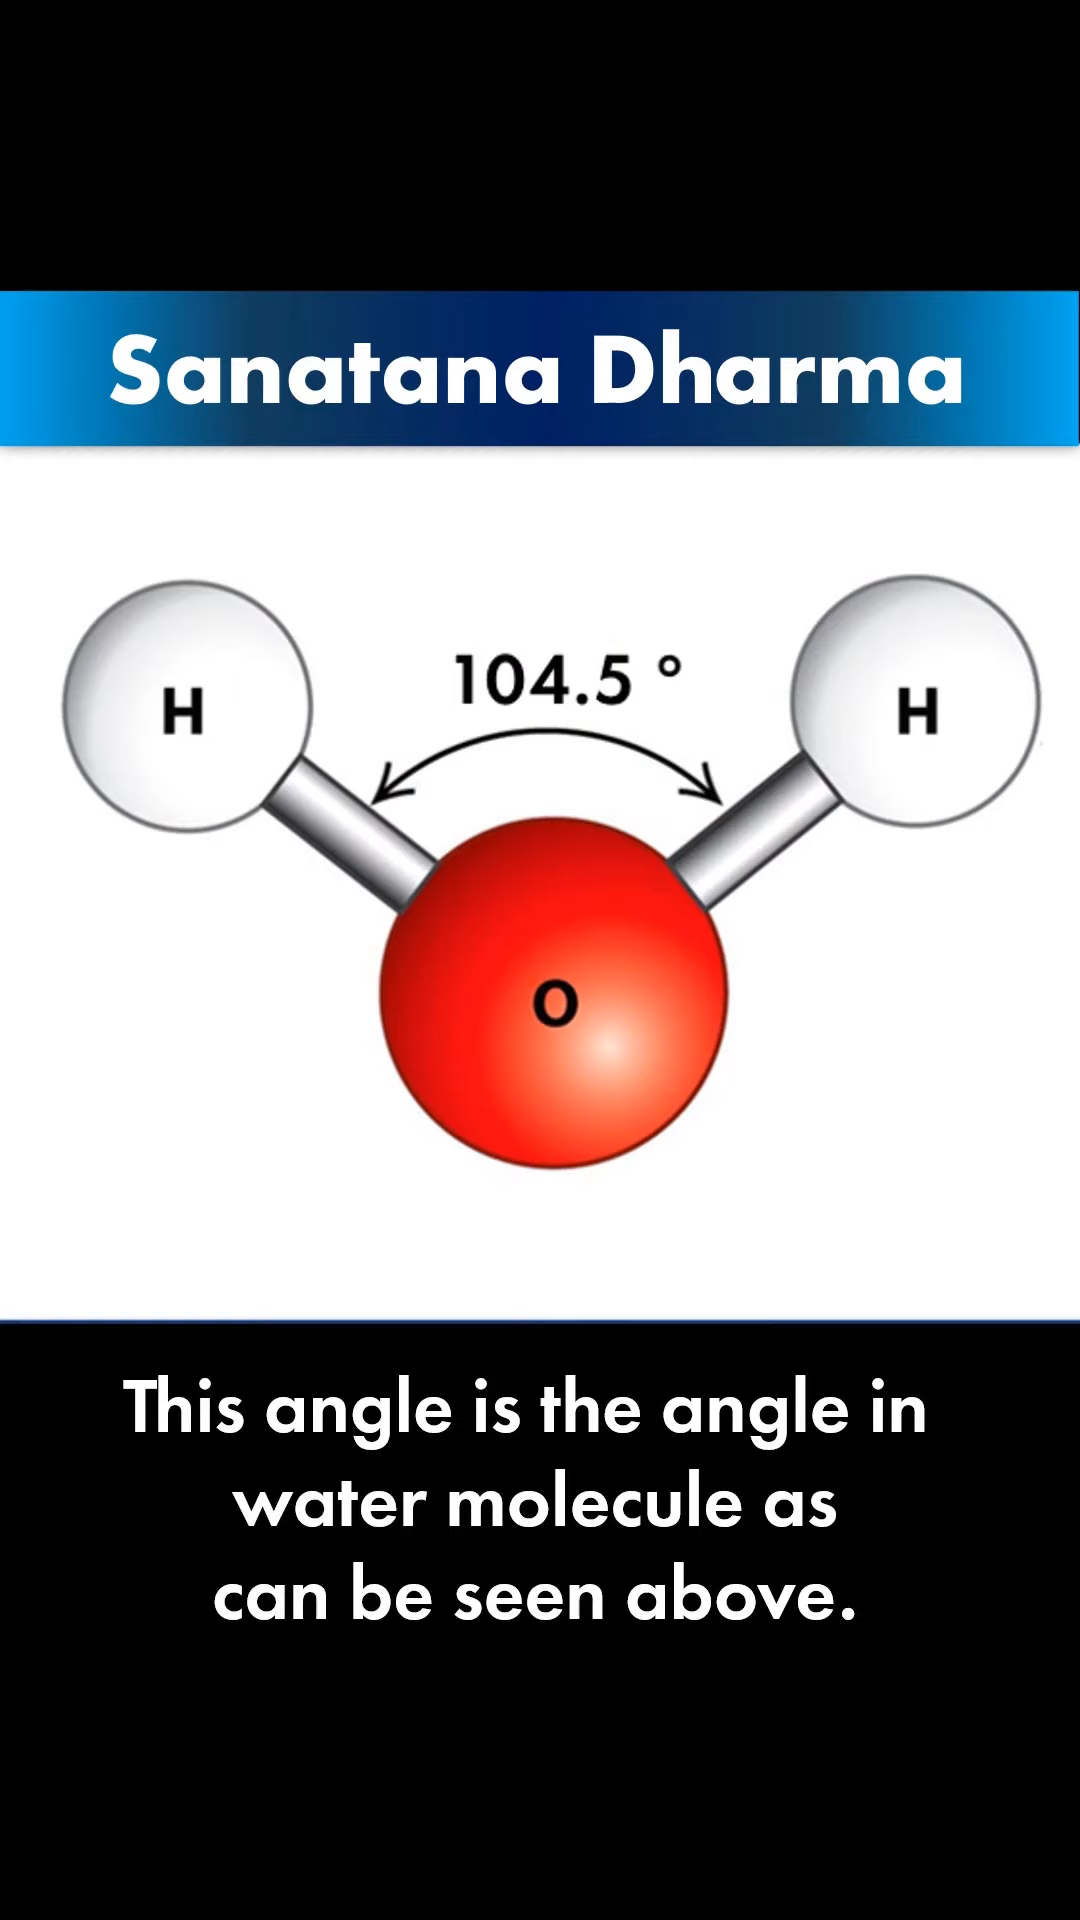 Sanatana Dharma
104.5 °
H
H
O
This angle is the angle in
water molecule as
can be seen above.